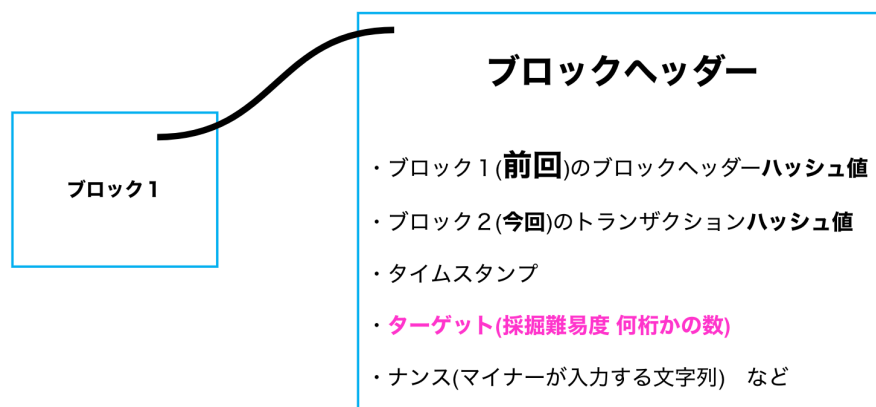 ブロックヘッダー
ブロック１
・ブロック１(前回)のブロックヘッダーハッシュ値
・ブロック２(今回)のトランザクションハッシュ値
・タイムスタンプ
・ターゲット(採掘難易度 何桁かの数)
・ナンス(マイナーが入力する文字列)　など